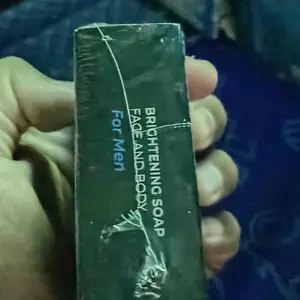 BRIGHTENING SOAP
FACE AND BODY
For Men